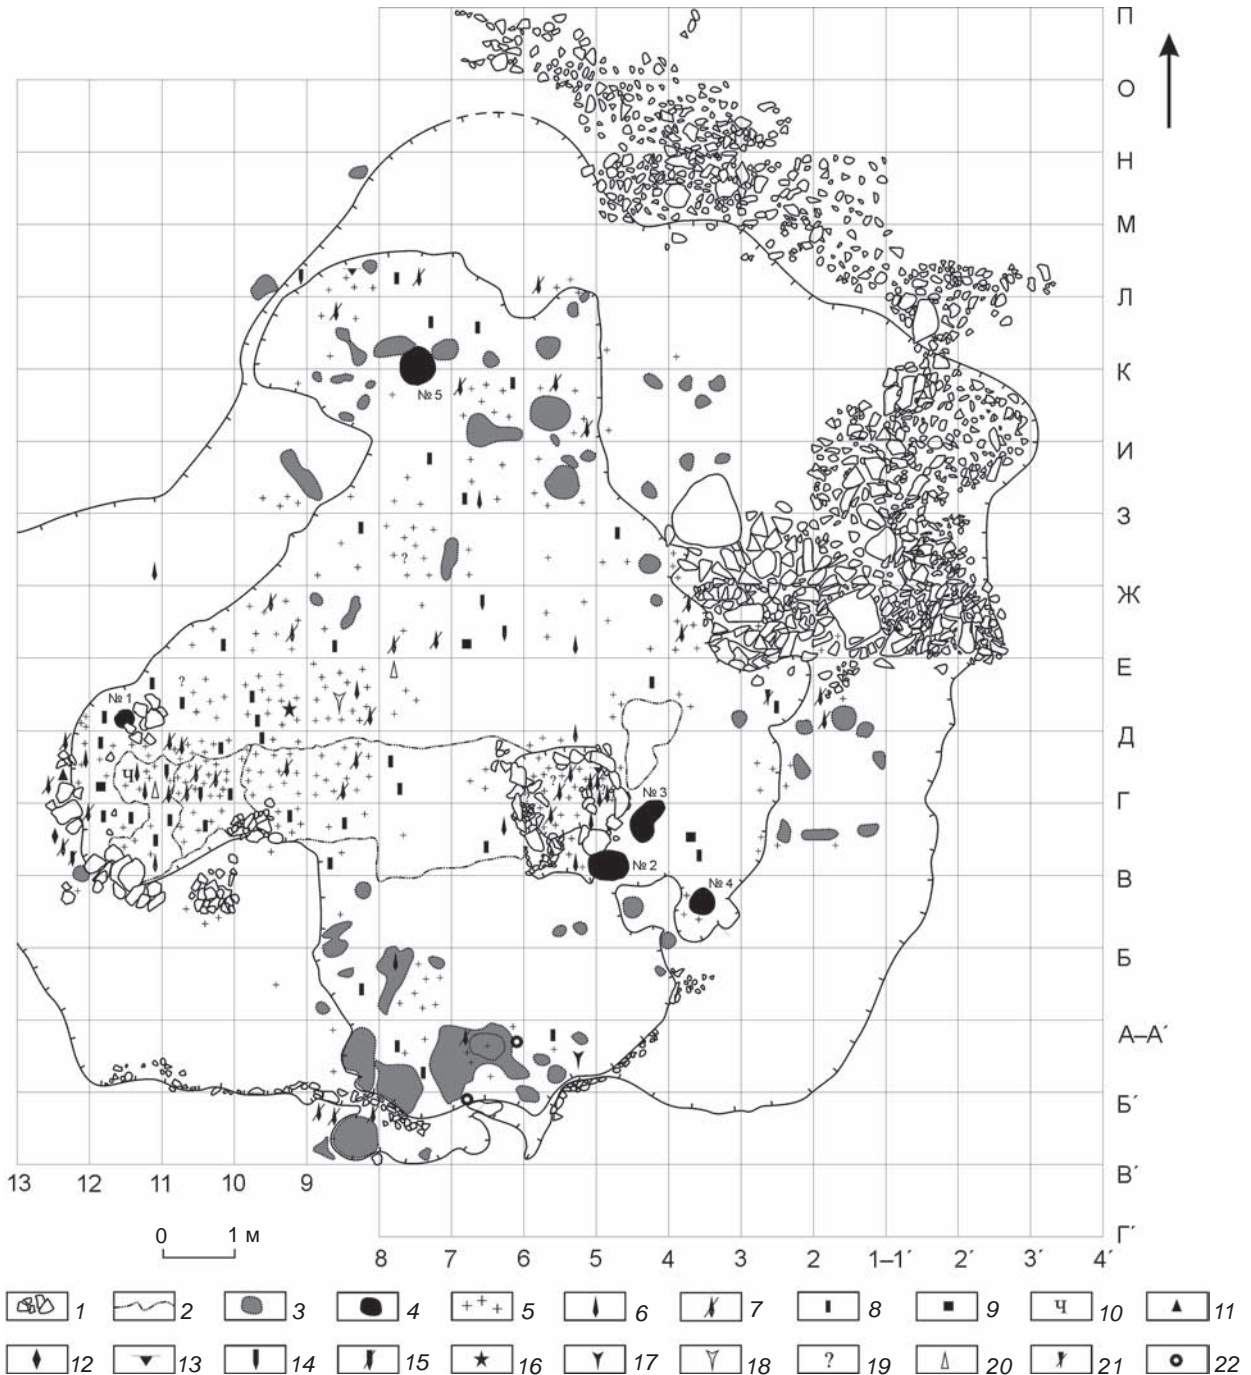 П
О
Н
М
Л
К
№ 5
И
З
?
Ж
Е
?
№ 1
Д
Ч
?
№ 3
Г
№ 2
В
№ 4
Б
А–А′
Б′
13 12 11 10 9 В′
0 1 м Г′
8 7 6 5 4 3 2 1–1′ 2′ 3′ 4′
1 2 3 4 5 6 7 8 9 Ч 10 11
12 13 14 15 16 17 18 ? 19 20 21 22